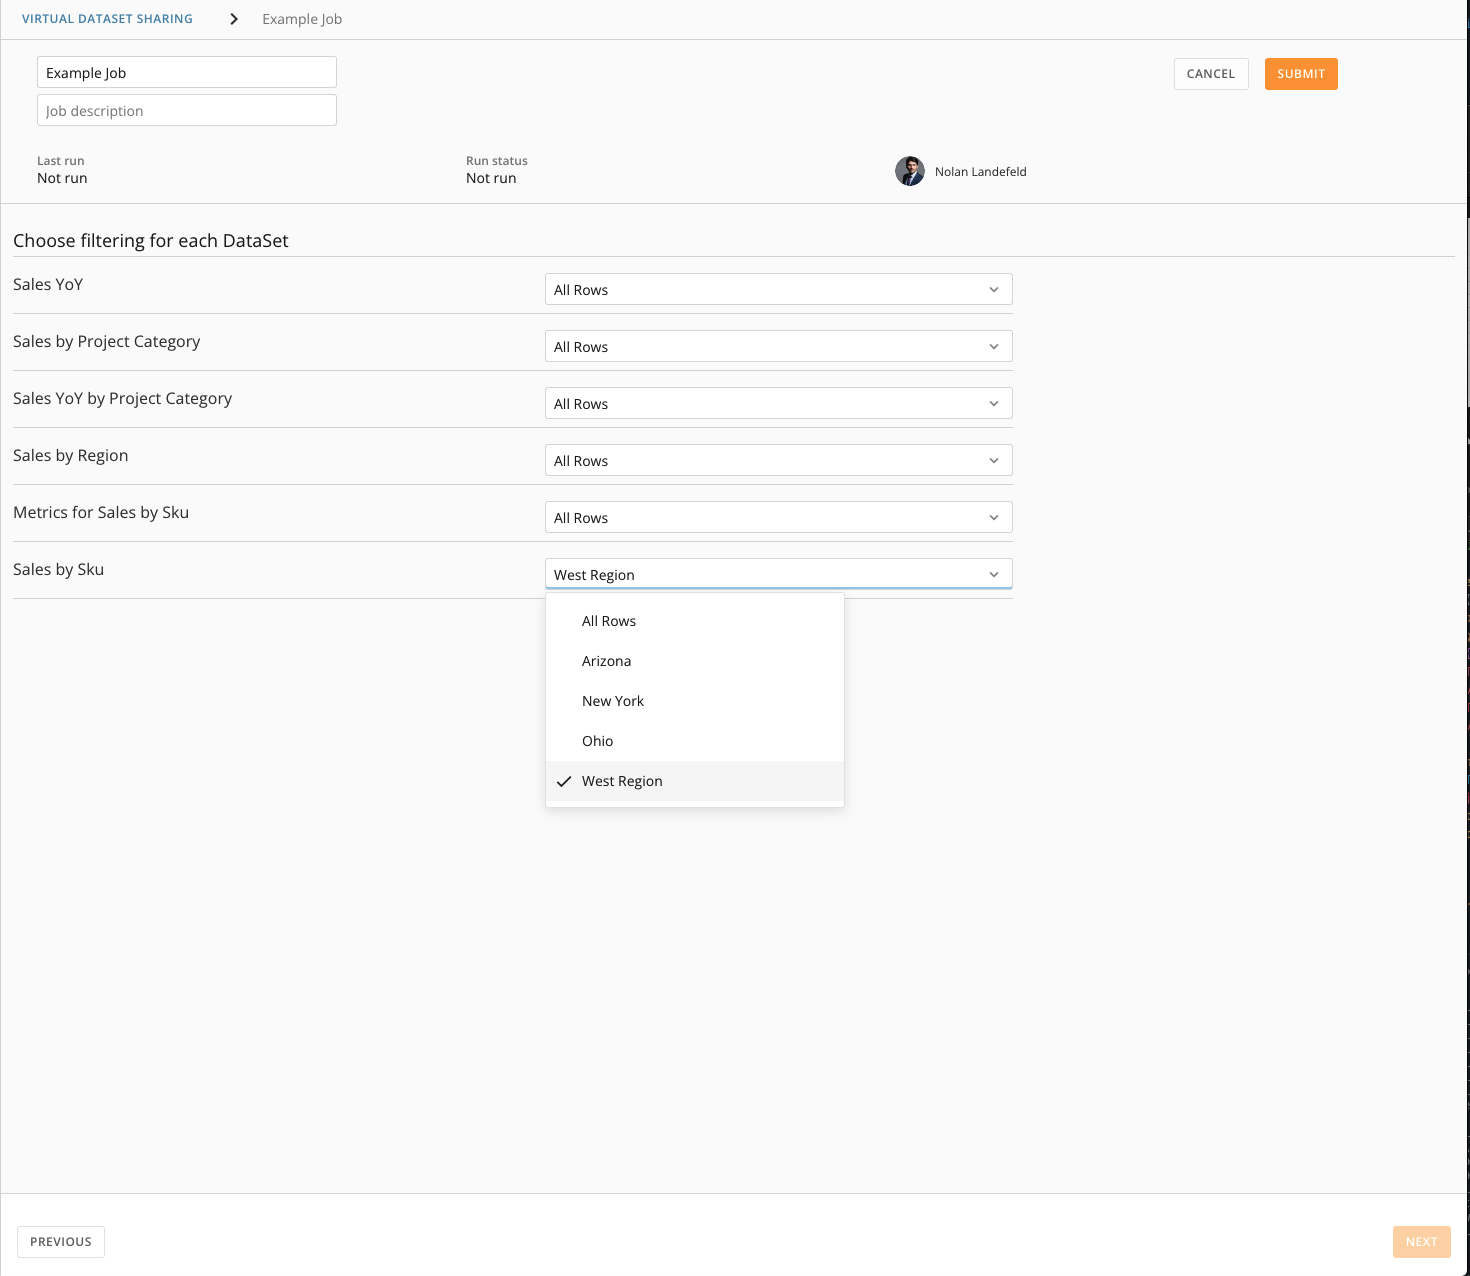 VIRTUAL DATASET SHARING
Example Job
Example Job
CANCEL
SUBMIT
Job description
Last run
Not run
Run status
Not run
Nolan Landefeld
Choose filtering for each DataSet
Sales YoY
All Rows
Sales by Project Category
All Rows
Sales YoY by Project Category
All Rows
Sales by Region
All Rows
Metrics for Sales by Sku
All Rows
Sales by Sku
West Region
All Rows
Arizona
New York
Ohio
West Region
PREVIOUS
NEXT